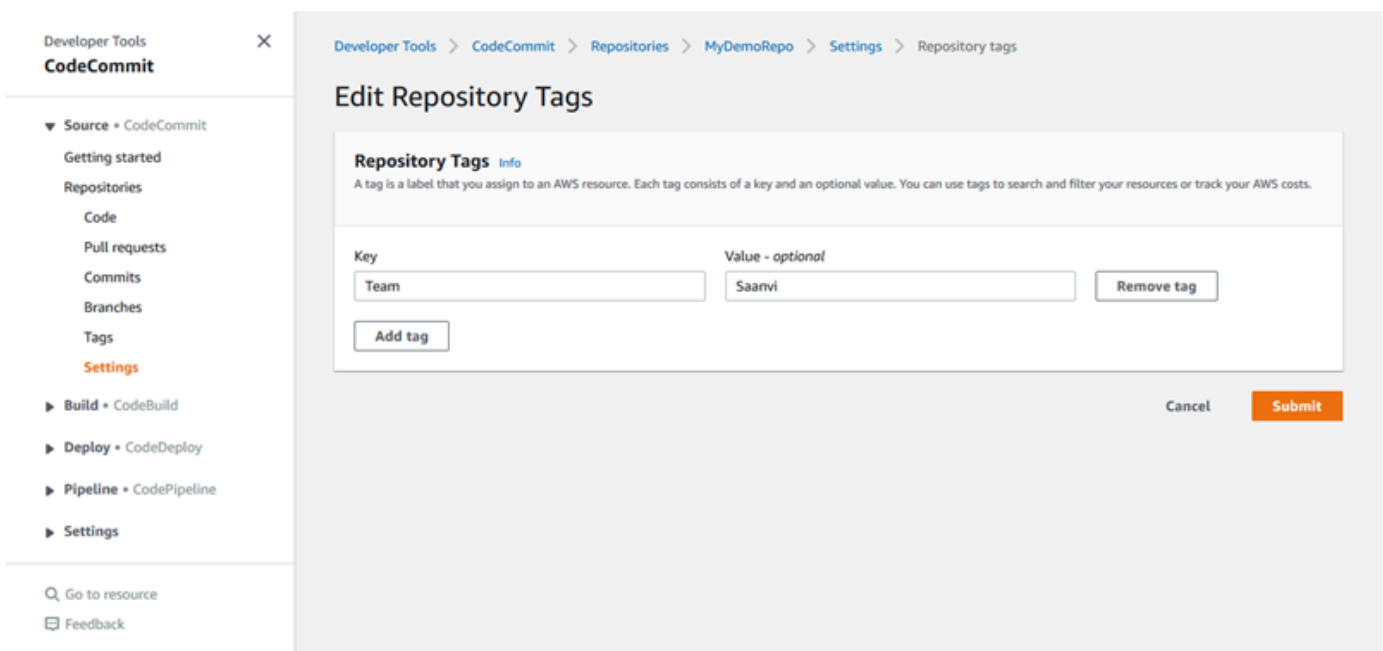 Developer Tools
CodeCommit
Source • CodeCommit
Getting started
Repositories
Code
Pull requests
Commits
Branches
Tags
Settings
Build • CodeBuild
Deploy • CodeDeploy
Pipeline • CodePipeline
Settings
Go to resource
Feedback
Developer Tools > CodeCommit > Repositories > MyDemoRepo > Settings > Repository tags
Edit Repository Tags
Repository Tags Info
A tag is a label that you assign to an AWS resource. Each tag consists of a key and an optional value. You can use tags to search and filter your resources or track your AWS costs.
Key Value - optional
Team Saanvi Remove tag
Add tag
Cancel Submit